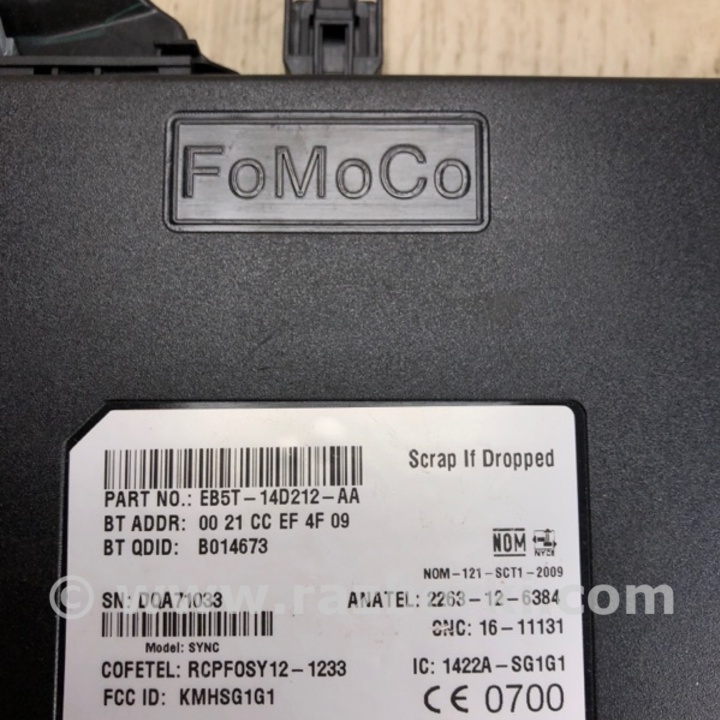 FoMoCo
Scrap If Dropped
PART NO.: EB5T-14D212-AA
BT ADDR: 00 21 CC EF 4F 09
BT QDID: B014673
NOM NYCE
NOM-121-SCT1-2009
SN: DQA71033 ANATEL: 2263-12-6384
CNC: 16-11131
Model: SYNC
COFETEL: RCPFOSY12-1233 IC: 1422A-SG1G1
FCC ID: KMHSG1G1 CE 0700